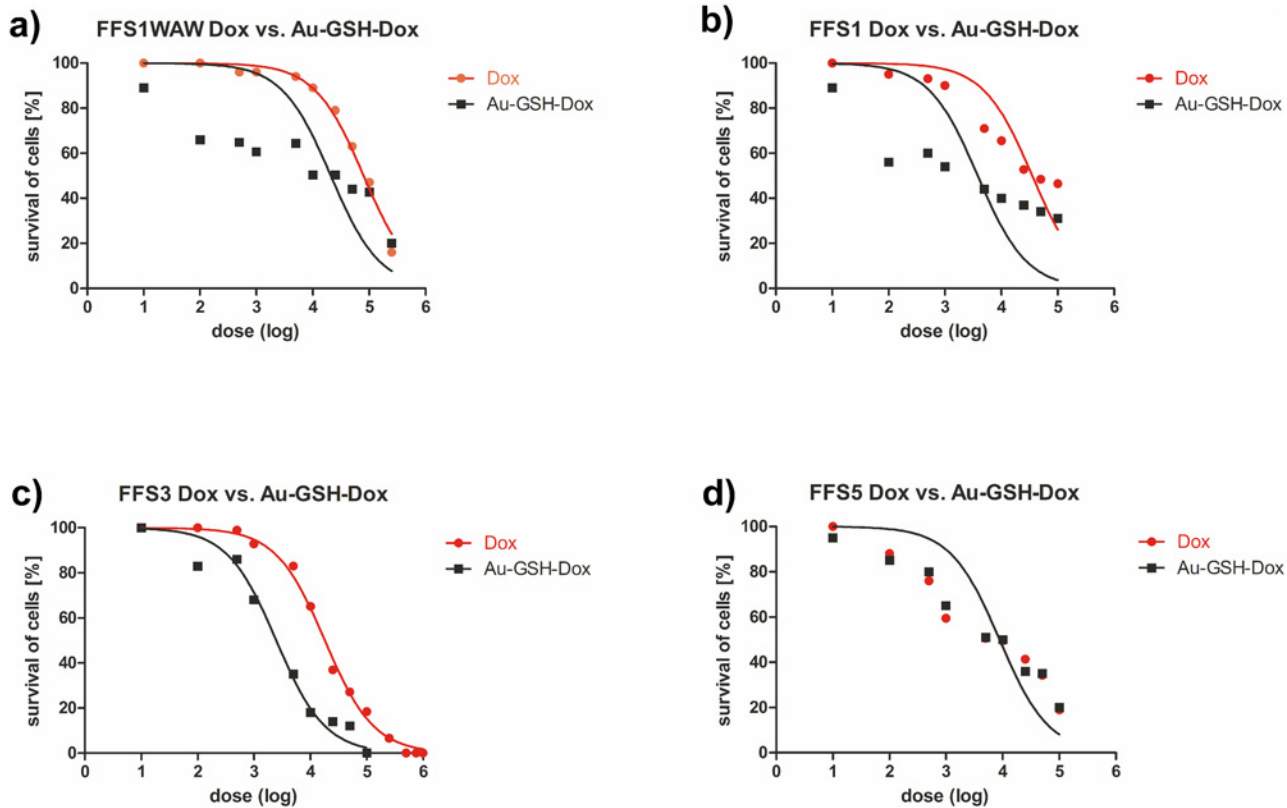 a)
FFS1WAW Dox vs. Au-GSH-Dox
survival of cells [%]
100
80
60
40
20
0
0 1 2 3 4 5 6
dose (log)
Dox
Au-GSH-Dox
b)
FFS1 Dox vs. Au-GSH-Dox
survival of cells [%]
100
80
60
40
20
0
0 1 2 3 4 5 6
dose (log)
Dox
Au-GSH-Dox
c)
FFS3 Dox vs. Au-GSH-Dox
survival of cells [%]
100
80
60
40
20
0
0 1 2 3 4 5 6
dose (log)
Dox
Au-GSH-Dox
d)
FFS5 Dox vs. Au-GSH-Dox
survival of cells [%]
100
80
60
40
20
0
0 1 2 3 4 5 6
dose (log)
Dox
Au-GSH-Dox